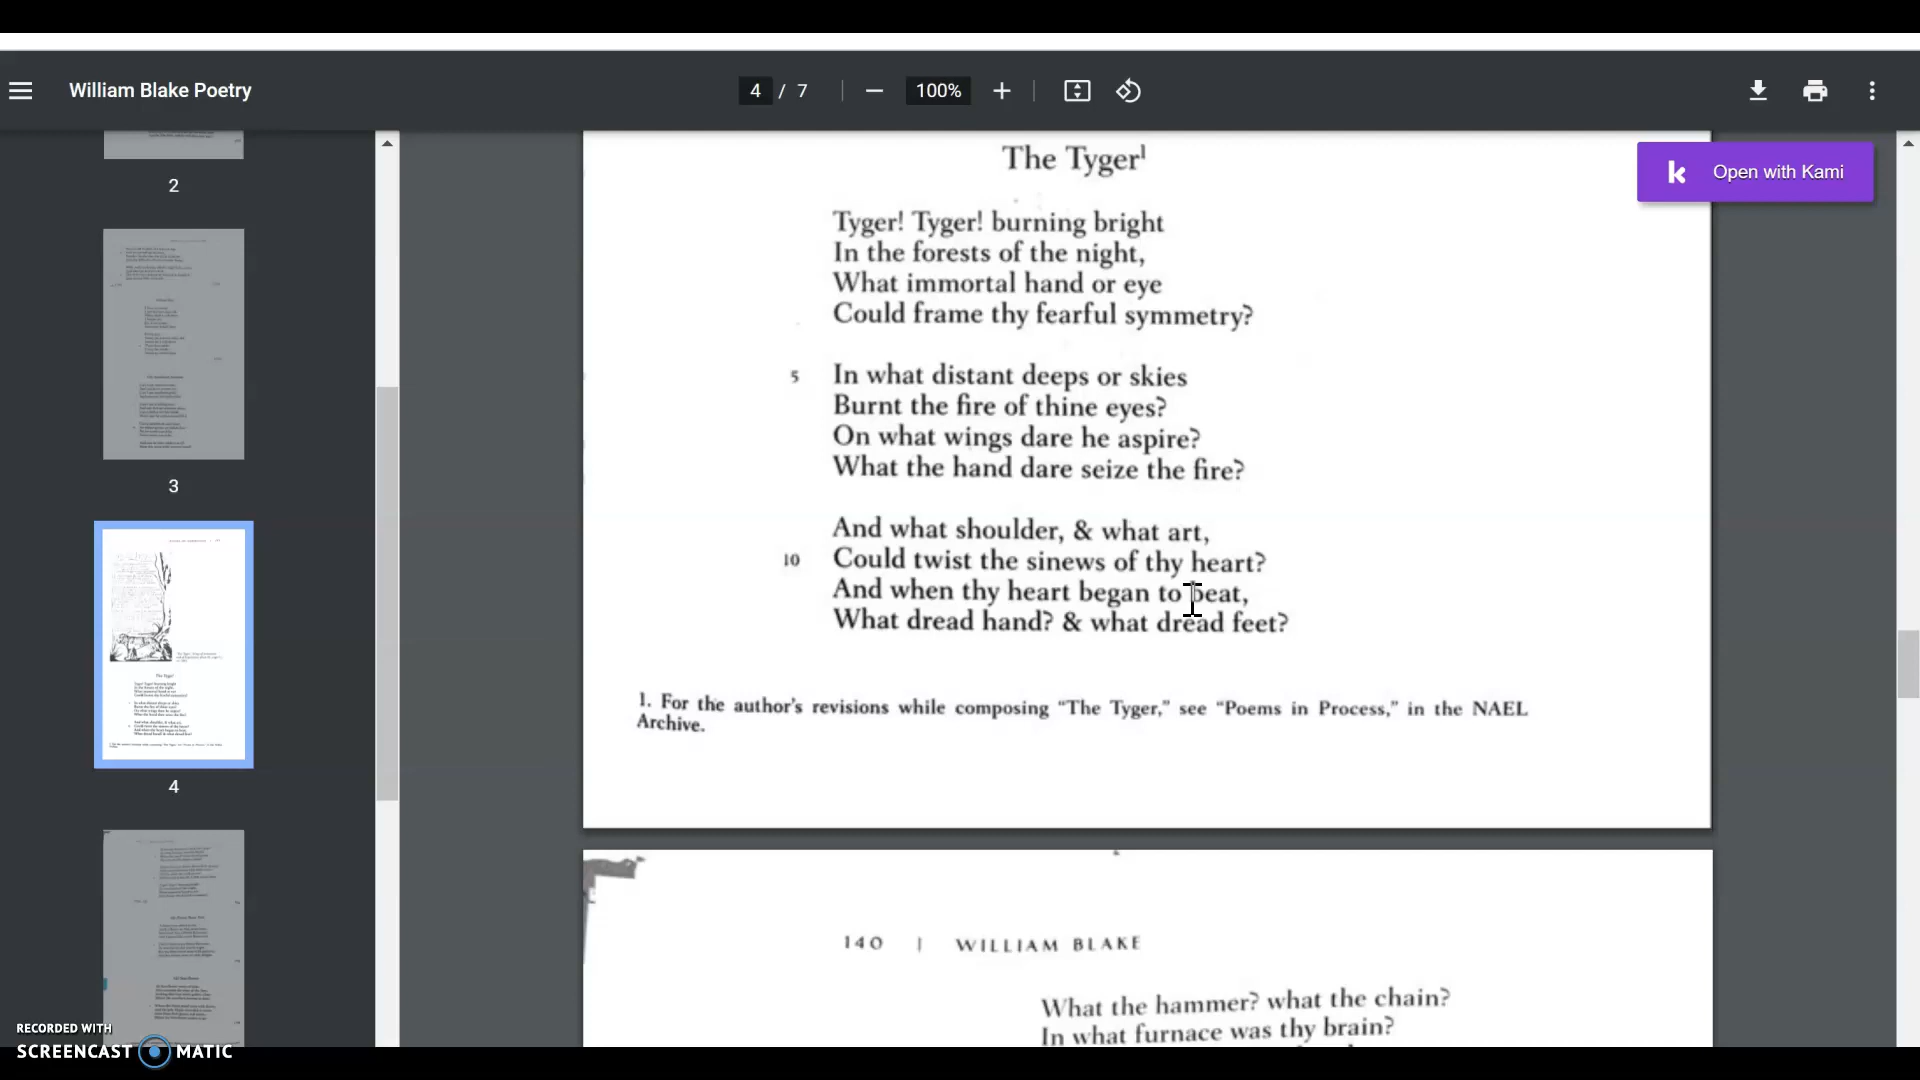 William Blake Poetry
4 / 7
100%
Open with Kami
2
3
4
The Tyger1
Tyger! Tyger! burning bright
In the forests of the night,
What immortal hand or eye
Could frame thy fearful symmetry?
5 In what distant deeps or skies
Burnt the fire of thine eyes?
On what wings dare he aspire?
What the hand dare seize the fire?
And what shoulder, & what art,
10 Could twist the sinews of thy heart?
And when thy heart began to beat,
What dread hand? & what dread feet?
1. For the author's revisions while composing "The Tyger," see "Poems in Process," in the NAEL
Archive.
140 | WILLIAM BLAKE
What the hammer? what the chain?
In what furnace was thy brain?
RECORDED WITH
SCREENCAST MATIC